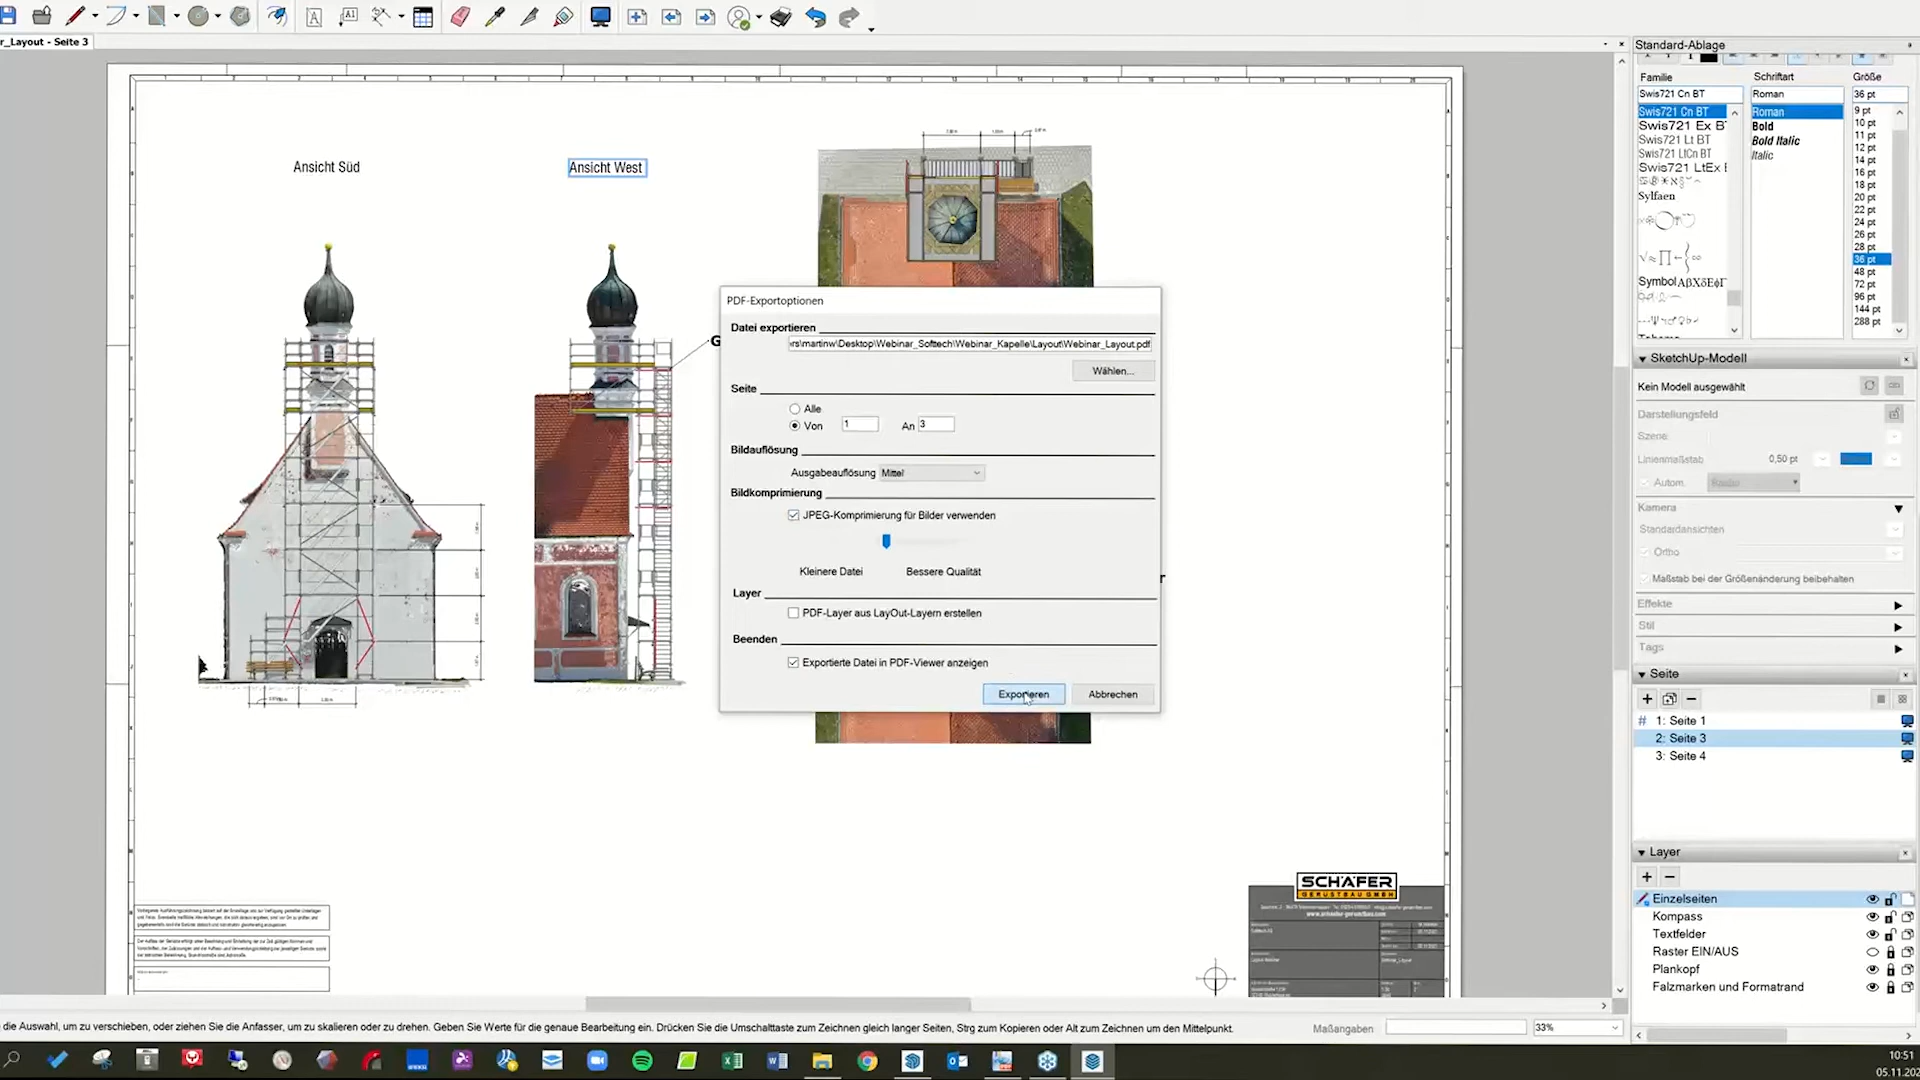 r_Layout - Seite 3
Standard-Ablage
Familie
Schriftart
Größe
Swis721 Cn BT
Roman
36 pt
Swis721 Cn BT
Swis721 Ex B
Swis721 Lt BT
Swis721 LtCn BT
Swis721 LtEx
Sylfaen
Symbol
Roman
Bold
Bold Italic
Italic
9 pt
10 pt
11 pt
12 pt
14 pt
16 pt
18 pt
20 pt
22 pt
24 pt
26 pt
28 pt
36 pt
48 pt
72 pt
96 pt
144 pt
288 pt
Ansicht Süd
Ansicht West
G
r
PDF-Exportoptionen
Datei exportieren
rs\martinw\Desktop\Webinar_Softtech\Webinar_Kapelle\Layout\Webinar_Layout.pdf
Wählen...
Seite
Alle
Von
1
An
3
Bildauflösung
Ausgabeauflösung
Mittel
Bildkomprimierung
JPEG-Komprimierung für Bilder verwenden
Kleinere Datei
Bessere Qualität
Layer
PDF-Layer aus LayOut-Layern erstellen
Beenden
Exportierte Datei in PDF-Viewer anzeigen
Exportieren
Abbrechen
SketchUp-Modell
Kein Modell ausgewählt
Darstellungsfeld
Szene:
Linienmaßstab
0,50 pt
Autom.
Raster
Kamera
Standardansichten
Ortho
Maßstab bei der Größenänderung beibehalten
Effekte
Stil
Tags
Seite
1: Seite 1
2: Seite 3
3: Seite 4
Layer
Einzelseiten
Kompass
Textfelder
Raster EIN/AUS
Plankopf
Falzmarken und Formatrand
SCHÄFER
GERÜSTBAU GMBH
www.schaefer-geruestbau.com
die Auswahl, um zu verschieben, oder ziehen Sie die Anfasser, um zu skalieren oder zu drehen. Geben Sie Werte für die genaue Bearbeitung ein. Drücken Sie die Umschalttaste zum Zeichnen gleich langer Seiten, Strg zum Kopieren oder Alt zum Zeichnen um den Mittelpunkt.
Maßangaben
33%
10:51
05.11.202